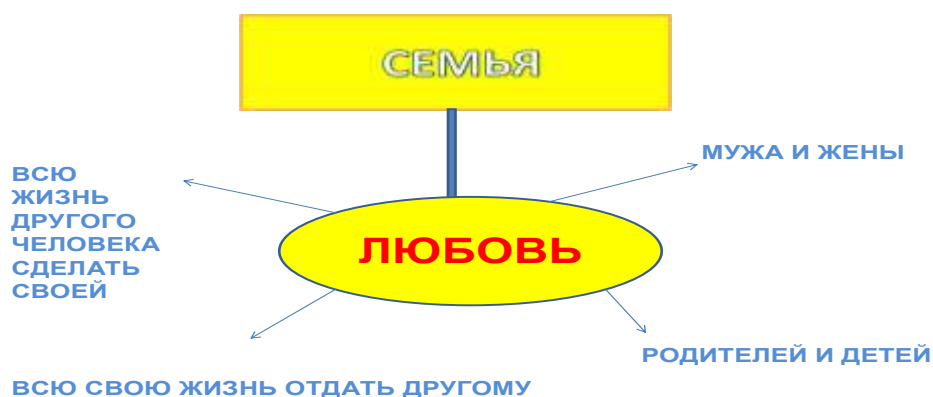 СЕМЬЯ
МУЖА И ЖЕНЫ
ВСЮ
ЖИЗНЬ
ДРУГОГО
ЧЕЛОВЕКА
СДЕЛАТЬ
СВОЕЙ
ЛЮБОВЬ
РОДИТЕЛЕЙ И ДЕТЕЙ
ВСЮ СВОЮ ЖИЗНЬ ОТДАТЬ ДРУГОМУ